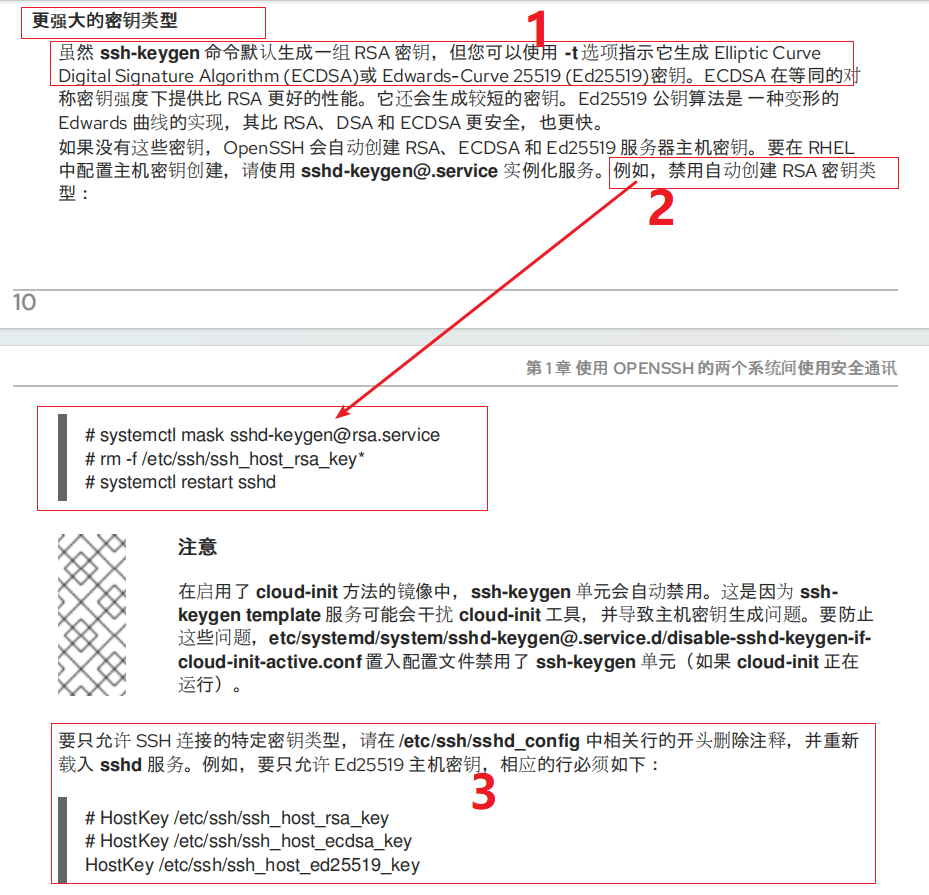 更强大的密钥类型
1
虽然 ssh-keygen 命令默认生成一组 RSA 密钥，但您可以使用 -t 选项指示它生成 Elliptic Curve
Digital Signature Algorithm (ECDSA)或 Edwards-Curve 25519 (Ed25519)密钥。ECDSA 在等同的对
称密钥强度下提供比 RSA 更好的性能。它还会生成较短的密钥。Ed25519 公钥算法是 一种变形的
Edwards 曲线的实现，其比 RSA、DSA 和 ECDSA 更安全，也更快。
如果没有这些密钥，OpenSSH 会自动创建 RSA、ECDSA 和 Ed25519 服务器主机密钥。要在 RHEL
中配置主机密钥创建，请使用 sshd-keygen@.service 实例化服务。例如，禁用自动创建 RSA 密钥类
型：
2
10
第 1 章 使用 OPENSSH 的两个系统间使用安全通讯
# systemctl mask sshd-keygen@rsa.service
# rm -f /etc/ssh/ssh_host_rsa_key*
# systemctl restart sshd
注意
在启用了 cloud-init 方法的镜像中，ssh-keygen 单元会自动禁用。这是因为 ssh-
keygen template 服务可能会干扰 cloud-init 工具，并导致主机密钥生成问题。要防止
这些问题，etc/systemd/system/sshd-keygen@.service.d/disable-sshd-keygen-if-
cloud-init-active.conf 置入配置文件禁用了 ssh-keygen 单元（如果 cloud-init 正在
运行）。
要只允许 SSH 连接的特定密钥类型，请在 /etc/ssh/sshd_config 中相关行的开头删除注释，并重新
载入 sshd 服务。例如，要只允许 Ed25519 主机密钥，相应的行必须如下：
3
# HostKey /etc/ssh/ssh_host_rsa_key
# HostKey /etc/ssh/ssh_host_ecdsa_key
HostKey /etc/ssh/ssh_host_ed25519_key